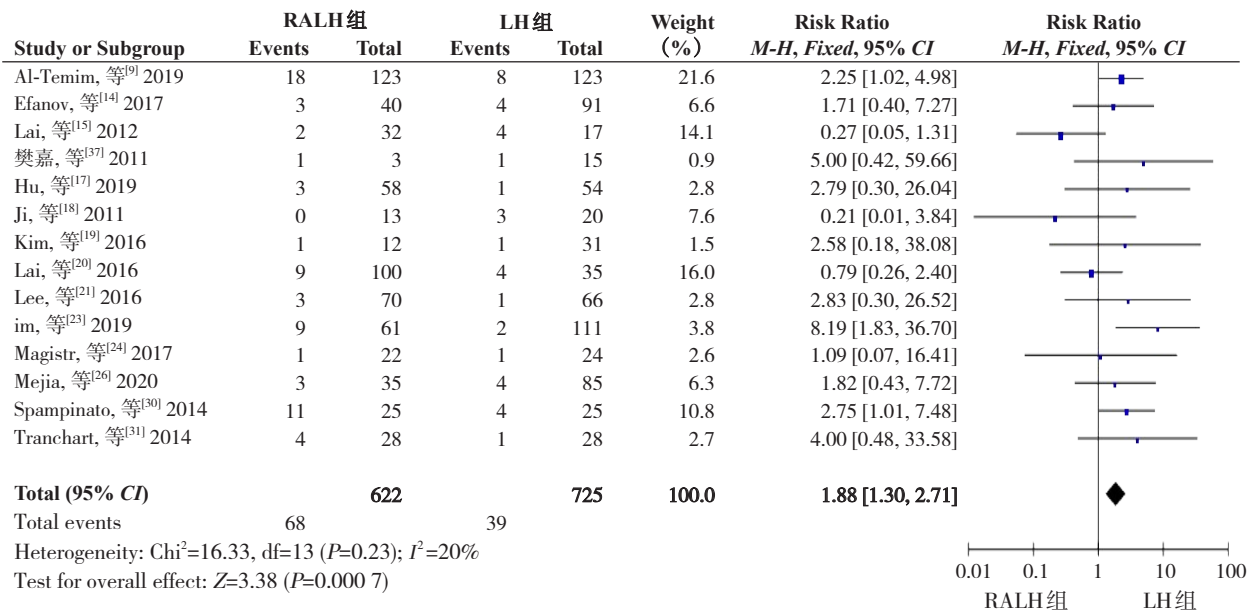 RALH组 LH组 Weight Risk Ratio Risk Ratio
Study or Subgroup Events Total Events Total （%） M-H, Fixed, 95% CI M-H, Fixed, 95% CI
Al-Temim, 等[9] 2019 18 123 8 123 21.6 2.25 [1.02, 4.98]
Efanov, 等[14] 2017 3 40 4 91 6.6 1.71 [0.40, 7.27]
Lai, 等[15] 2012 2 32 4 17 14.1 0.27 [0.05, 1.31]
樊嘉, 等[37] 2011 1 3 1 15 0.9 5.00 [0.42, 59.66]
Hu, 等[17] 2019 3 58 1 54 2.8 2.79 [0.30, 26.04]
Ji, 等[18] 2011 0 13 3 20 7.6 0.21 [0.01, 3.84]
Kim, 等[19] 2016 1 12 1 31 1.5 2.58 [0.18, 38.08]
Lai, 等[20] 2016 9 100 4 35 16.0 0.79 [0.26, 2.40]
Lee, 等[21] 2016 3 70 1 66 2.8 2.83 [0.30, 26.52]
im, 等[23] 2019 9 61 2 111 3.8 8.19 [1.83, 36.70]
Magistr, 等[24] 2017 1 22 1 24 2.6 1.09 [0.07, 16.41]
Mejia, 等[26] 2020 3 35 4 85 6.3 1.82 [0.43, 7.72]
Spampinato, 等[30] 2014 11 25 4 25 10.8 2.75 [1.01, 7.48]
Tranchart, 等[31] 2014 4 28 1 28 2.7 4.00 [0.48, 33.58]
Total (95% CI) 622 725 100.0 1.88 [1.30, 2.71]
Total events 68 39
Heterogeneity: Chi²=16.33, df=13 (P=0.23); I²=20%
Test for overall effect: Z=3.38 (P=0.000 7)
0.01 0.1 1 10 100
RALH组 LH组